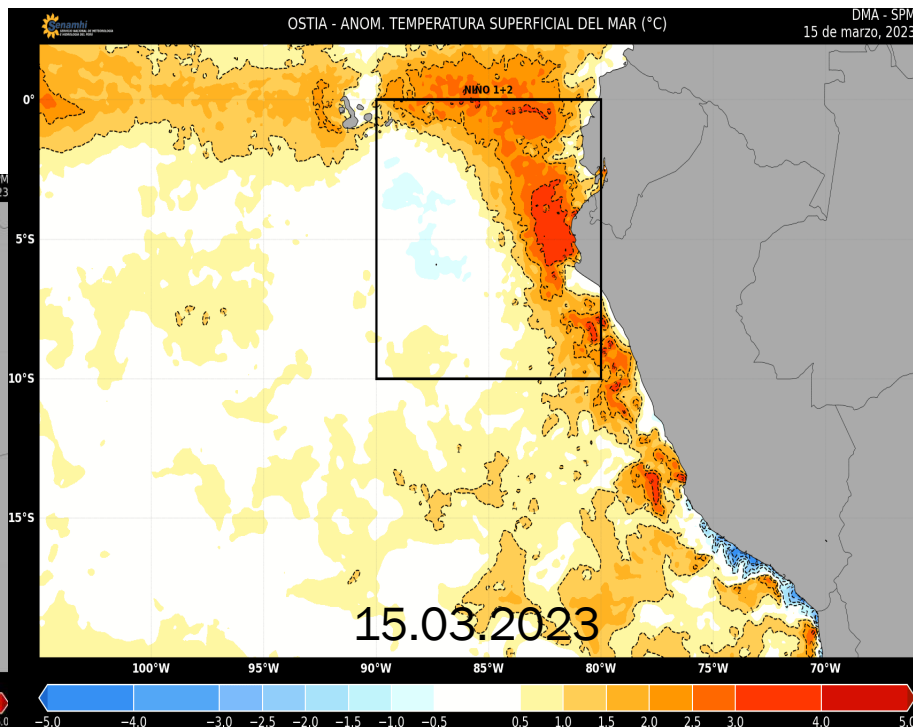 Senamhi
OSTIA - ANOM. TEMPERATURA SUPERFICIAL DEL MAR (°C)
DMA - SPM
15 de marzo, 2023
NIÑO 1+2
0°
5°S
10°S
15°S
15.03.2023
100°W 95°W 90°W 85°W 80°W 75°W 70°W
−5.0 −4.0 −3.0 −2.5 −2.0 −1.5 −1.0 −0.5 0.5 1.0 1.5 2.0 2.5 3.0 4.0 5.0